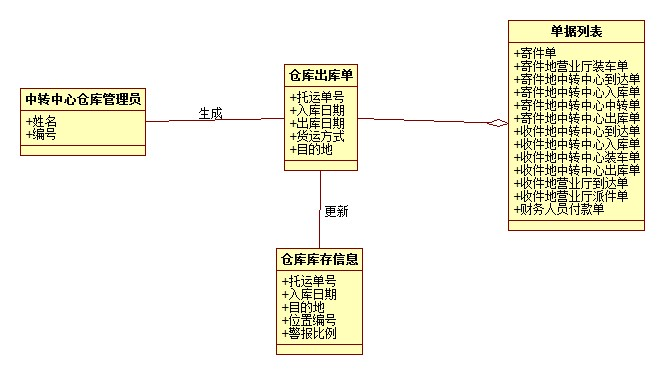 中转中心仓库管理员
+姓名
+编号
生成
仓库出库单
+托运单号
+入库日期
+出库日期
+货运方式
+目的地
更新
仓库库存信息
+托运单号
+入库日期
+目的地
+位置编号
+警报比例
单据列表
+寄件单
+寄件地营业厅装车单
+寄件地中转中心到达单
+寄件地中转中心入库单
+寄件地中转中心中转单
+寄件地中转中心出库单
+收件地中转中心到达单
+收件地中转中心入库单
+收件地中转中心装车单
+收件地中转中心出库单
+收件地营业厅到达单
+收件地营业厅派件单
+财务人员付款单